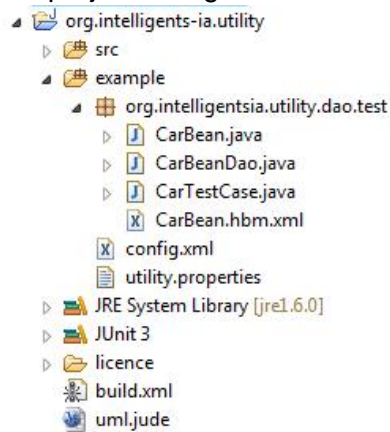 org.intelligents-ia.utility
src
example
org.intelligentsia.utility.dao.test
CarBean.java
CarBeanDao.java
CarTestCase.java
CarBean.hbm.xml
config.xml
utility.properties
JRE System Library [jre1.6.0]
JUnit 3
licence
build.xml
uml.jude